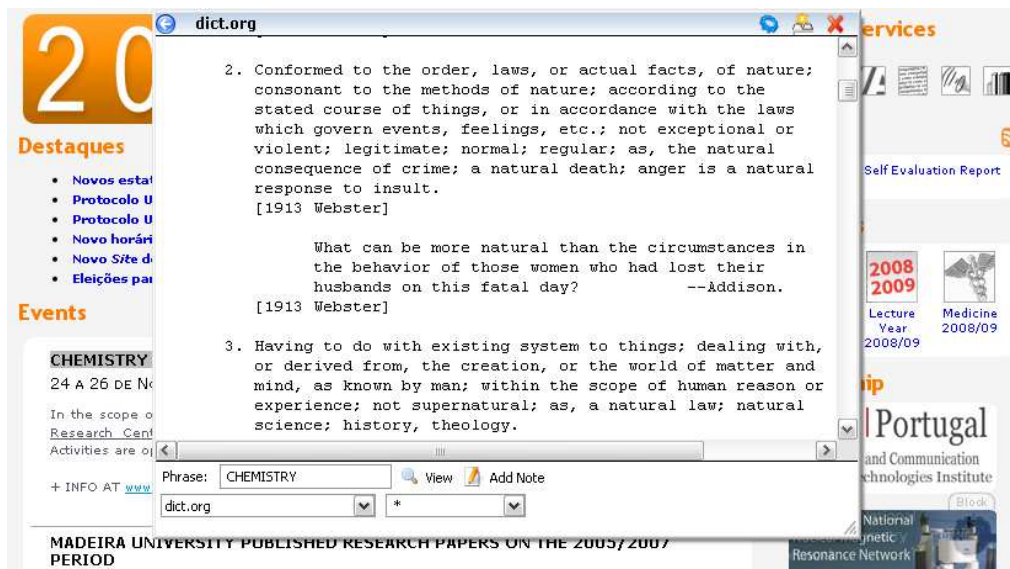 20
Destaques
Novos estat
Protocolo U
Protocolo U
Novo horári
Novo Site d
Eleições par
Events
CHEMISTRY
24 A 26 DE No
In the scope o
Research Cent
Activities are op
+ INFO AT www
MADEIRA UNIVERSITY PUBLISHED RESEARCH PAPERS ON THE 2005/2007
PERIOD
dict.org
2. Conformed to the order, laws, or actual facts, of nature;
consonant to the methods of nature; according to the
stated course of things, or in accordance with the laws
which govern events, feelings, etc.; not exceptional or
violent; legitimate; normal; regular; as, the natural
consequence of crime; a natural death; anger is a natural
response to insult.
[1913 Webster]
What can be more natural than the circumstances in
the behavior of those women who had lost their
husbands on this fatal day? --Addison.
[1913 Webster]
3. Having to do with existing system to things; dealing with,
or derived from, the creation, or the world of matter and
mind, as known by man; within the scope of human reason or
experience; not supernatural; as, a natural law; natural
science; history, theology.
Phrase: CHEMISTRY View Add Note
dict.org *
ervices
Self Evaluation Report
2008
2009
Lecture
Year
2008/09
Medicine
2008/09
ip
Portugal
and Communication
chnologies Institute
Block
National
gnetic
Resonance Network